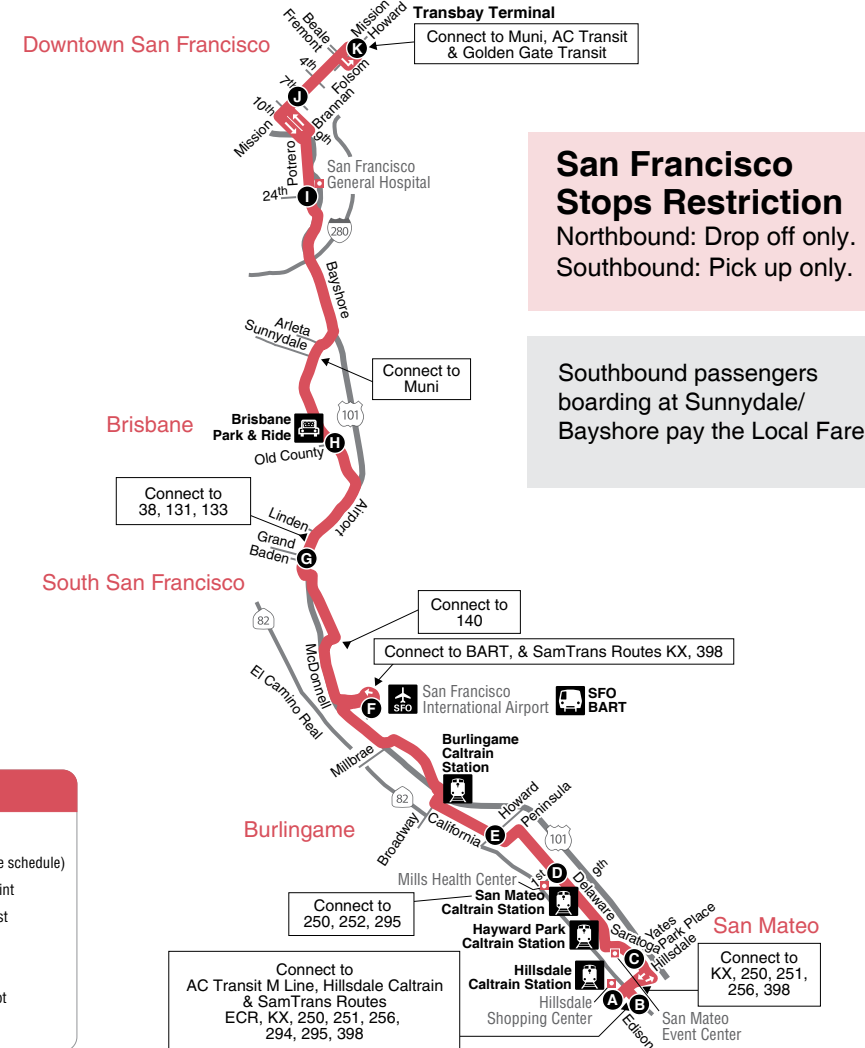 Transbay Terminal
Downtown San Francisco
Beale
Fremont
Mission
Howard
K
Connect to Muni, AC Transit
& Golden Gate Transit
4th
Folsom
7th
J
10th
Brannan
9th
Mission
Potrero
San Francisco
General Hospital
24th
I
280
Bayshore
San Francisco
Stops Restriction
Northbound: Drop off only.
Southbound: Pick up only.
Arleta
Sunnydale
Connect to
Muni
Southbound passengers
boarding at Sunnydale/
Bayshore pay the Local Fare
101
Brisbane
Brisbane
Park & Ride
H
Old County
Connect to
38, 131, 133
Airport
Linden
Grand
Baden
G
South San Francisco
Connect to
140
82
Connect to BART, & SamTrans Routes KX, 398
McDonnell
El Camino Real
F
SFO
San Francisco
International Airport
SFO
BART
Millbrae
Burlingame
Caltrain
Station
82
Broadway
California
Howard
Peninsula
Burlingame
E
101
e schedule)
int
st
pt
9th
Mills Health Center
1st
D
Delaware
San Mateo
Caltrain Station
Connect to
250, 252, 295
Hayward Park
Caltrain Station
Saratoga
Yates
Park Place
Hillsdale
San Mateo
C
Connect to
KX, 250, 251,
256, 398
Hillsdale
Caltrain Station
Connect to
AC Transit M Line, Hillsdale Caltrain
& SamTrans Routes
ECR, KX, 250, 251, 256,
294, 295, 398
Hillsdale
Shopping Center
A
B
Edison
San Mateo
Event Center